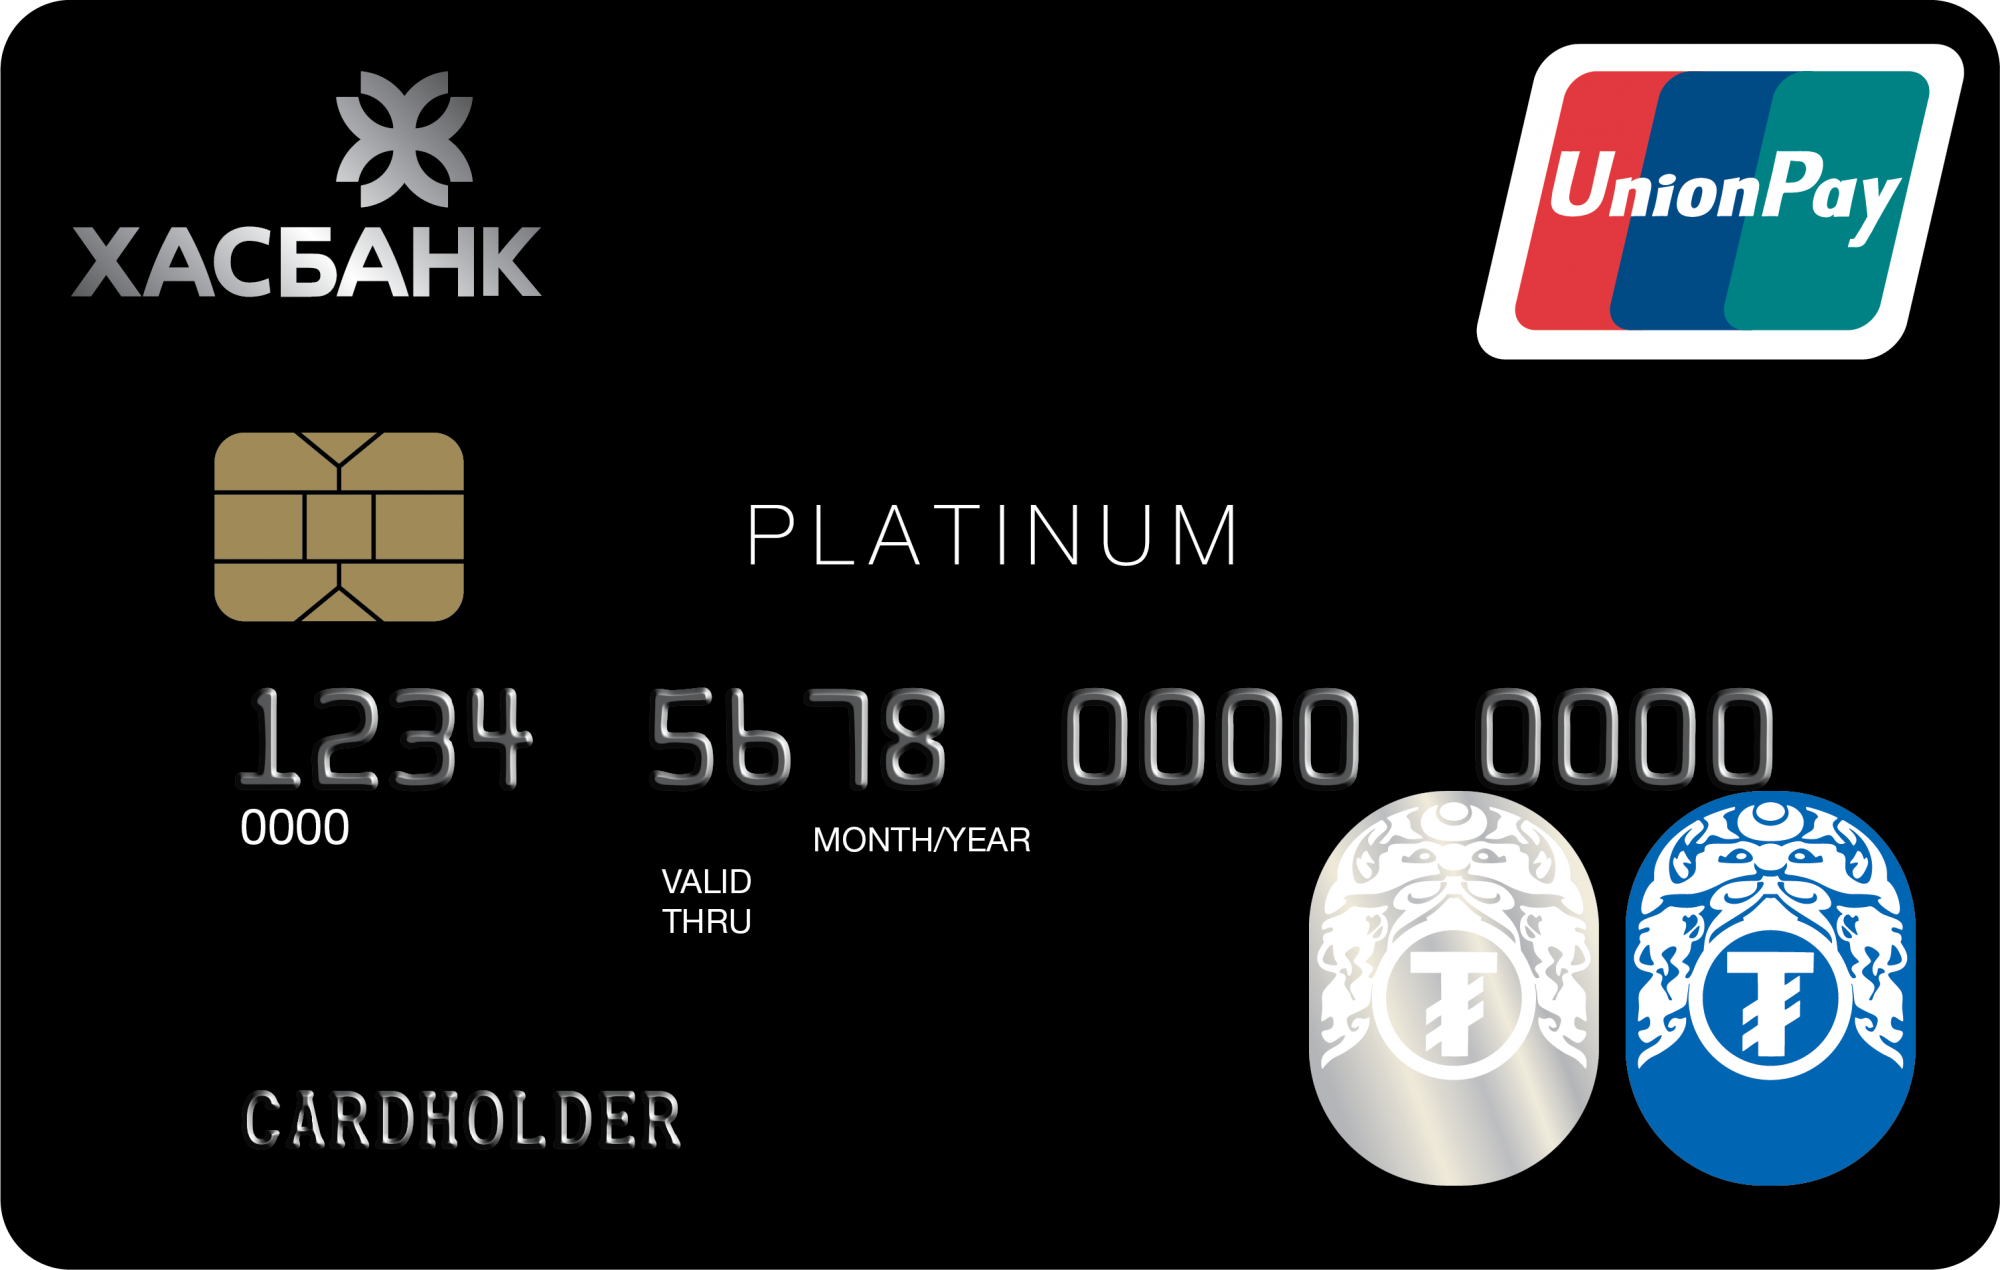 ХАСБАНК
UnionPay
PLATINUM
1234 5678 0000 0000
0000
MONTH/YEAR
VALID
THRU
CARDHOLDER
₮ ₮